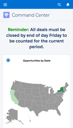 Command Center
Reminder: All deals must be
closed by end of day Friday to
be counted for the current
period.
Opportunities by State